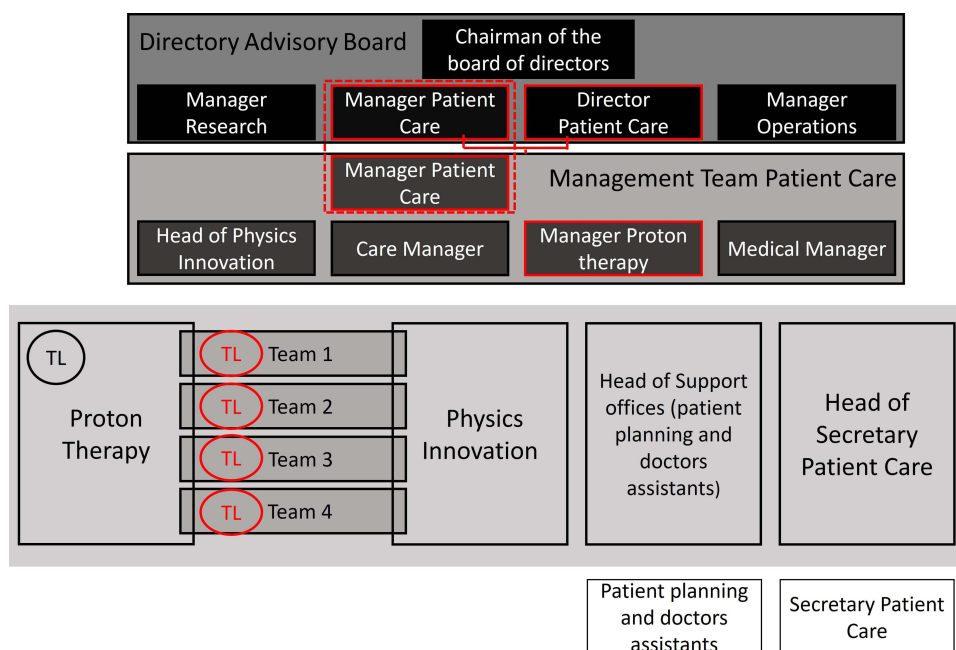 Directory Advisory Board
Chairman of the
board of directors
Manager
Research
Manager Patient
Care
Director
Patient Care
Manager
Operations
Manager Patient
Care
Management Team Patient Care
Head of Physics
Innovation
Care Manager
Manager Proton
therapy
Medical Manager
TL
Proton
Therapy
TL Team 1
TL Team 2
TL Team 3
TL Team 4
Physics
Innovation
Head of Support
offices (patient
planning and
doctors
assistants)
Head of
Secretary
Patient Care
Patient planning
and doctors
assistants
Secretary Patient
Care